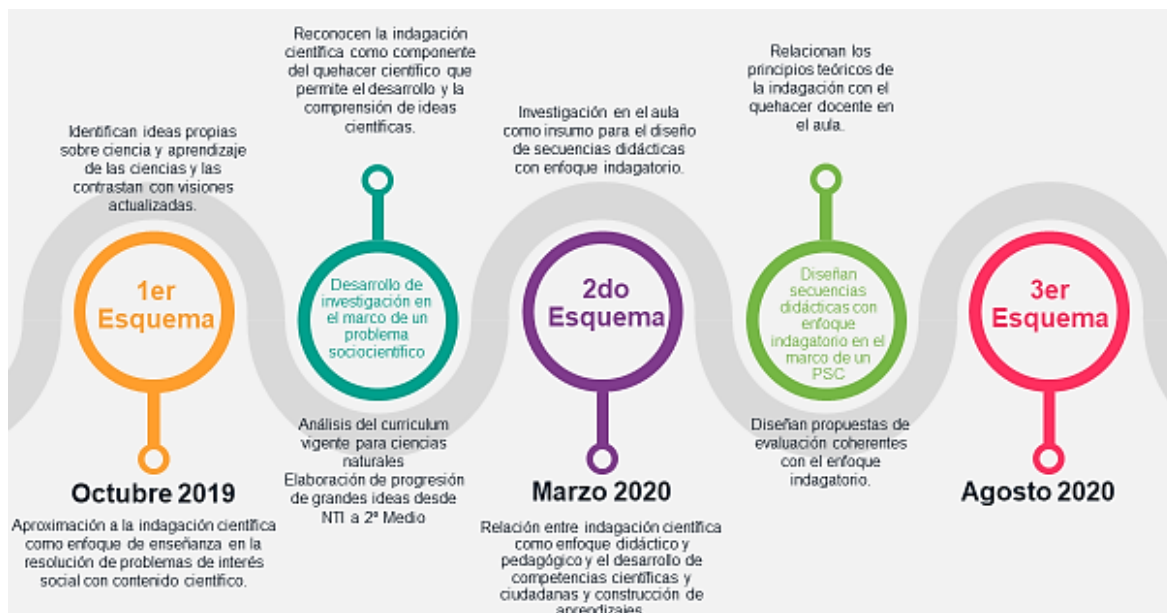 Identifican ideas propias
sobre ciencia y aprendizaje
de las ciencias y las
contrastan con visiones
actualizadas.
1er
Esquema
Octubre 2019
Aproximación a la indagación científica
como enfoque de enseñanza en la
resolución de problemas de interés
social con contenido científico.
Reconocen la indagación
científica como componente
del quehacer científico que
permite el desarrollo y la
comprensión de ideas
científicas.
Desarrollo de
investigación en
el marco de un
problema
sociocientífico
Análisis del curriculum
vigente para ciencias
naturales
Elaboración de progresión
de grandes ideas desde
NTI a 2º Medio
Investigación en el aula
como insumo para el diseño
de secuencias didácticas
con enfoque indagatorio.
2do
Esquema
Marzo 2020
Relación entre indagación científica
como enfoque didáctico y
pedagógico y el desarrollo de
competencias científicas y
ciudadanas y construcción de
aprendizajes
Relacionan los
principios teóricos de
la indagación con el
quehacer docente en
el aula.
Diseñan
secuencias
didácticas con
enfoque
indagatorio en el
marco de un
PSC
Diseñan propuestas de
evaluación coherentes
con el enfoque
indagatorio.
3er
Esquema
Agosto 2020